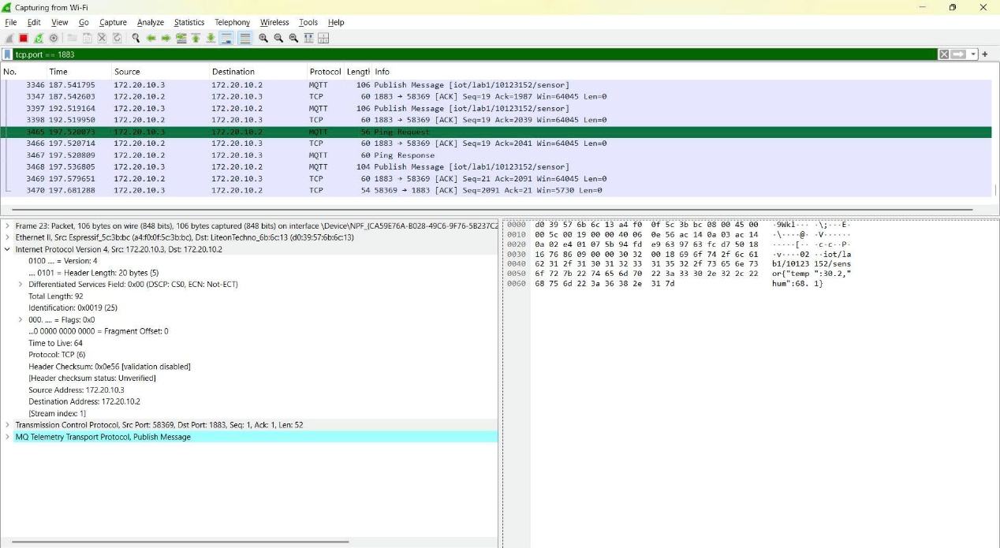 Capturing from Wi-Fi
File Edit View Go Capture Analyze Statistics Telephony Wireless Tools Help
tcp.port == 1883
No. Time Source Destination Protocol Length Info
3346 187.541795 172.20.10.3 172.20.10.2 MQTT 106 Publish Message [iot/lab1/10123152/sensor]
3347 187.542603 172.20.10.2 172.20.10.3 TCP 60 1883 → 58369 [ACK] Seq=19 Ack=1987 Win=64045 Len=0
3397 192.519164 172.20.10.3 172.20.10.2 MQTT 106 Publish Message [iot/lab1/10123152/sensor]
3398 192.519950 172.20.10.2 172.20.10.3 TCP 60 1883 → 58369 [ACK] Seq=19 Ack=2039 Win=64045 Len=0
3465 197.520073 172.20.10.3 172.20.10.2 MQTT 56 Ping Request
3466 197.520714 172.20.10.2 172.20.10.3 TCP 60 1883 → 58369 [ACK] Seq=19 Ack=2041 Win=64045 Len=0
3467 197.520809 172.20.10.2 172.20.10.3 MQTT 60 Ping Response
3468 197.536805 172.20.10.3 172.20.10.2 MQTT 104 Publish Message [iot/lab1/10123152/sensor]
3469 197.579651 172.20.10.2 172.20.10.3 TCP 60 1883 → 58369 [ACK] Seq=21 Ack=2091 Win=64045 Len=0
3470 197.681288 172.20.10.3 172.20.10.2 TCP 54 58369 → 1883 [ACK] Seq=2091 Ack=21 Win=5730 Len=0
Frame 23: Packet, 106 bytes on wire (848 bits), 106 bytes captured (848 bits) on interface \Device\NPF_{CA59E76A-B028-49C6-9F76-5B237C2
Ethernet II, Src: Espressif_5c:3b:bc (a4:f0:0f:5c:3b:bc), Dst: LiteonTechno_6b:6c:13 (d0:39:57:6b:6c:13)
Internet Protocol Version 4, Src: 172.20.10.3, Dst: 172.20.10.2
0100 .... = Version: 4
.... 0101 = Header Length: 20 bytes (5)
Differentiated Services Field: 0x00 (DSCP: CS0, ECN: Not-ECT)
Total Length: 92
Identification: 0x0019 (25)
000. .... = Flags: 0x0
...0 0000 0000 0000 = Fragment Offset: 0
Time to Live: 64
Protocol: TCP (6)
Header Checksum: 0x0e56 [validation disabled]
[Header checksum status: Unverified]
Source Address: 172.20.10.3
Destination Address: 172.20.10.2
[Stream index: 1]
Transmission Control Protocol, Src Port: 58369, Dst Port: 1883, Seq: 1, Ack: 1, Len: 52
MQ Telemetry Transport Protocol, Publish Message
0000 d0 39 57 6b 6c 13 a4 f0 0f 5c 3b bc 08 00 45 00 ·9Wkl··· ·\;···E·
0010 00 5c 00 19 00 00 40 06 0e 56 ac 14 0a 03 ac 14 ·\····@· ·V······
0020 0a 02 e4 01 07 5b 94 fd e9 63 97 63 fc d7 50 18 ·····[·· ·c·c··P·
0030 16 76 86 09 00 00 30 32 00 18 69 6f 74 2f 6c 61 ·v····02 ··iot/la
0040 62 31 2f 31 30 31 32 33 31 35 32 2f 73 65 6e 73 b1/10123 152/sens
0050 6f 72 7b 22 74 65 6d 70 22 3a 33 30 2e 32 2c 22 or{"temp ":30.2,"
0060 68 75 6d 22 3a 36 38 2e 31 7d hum":68. 1}